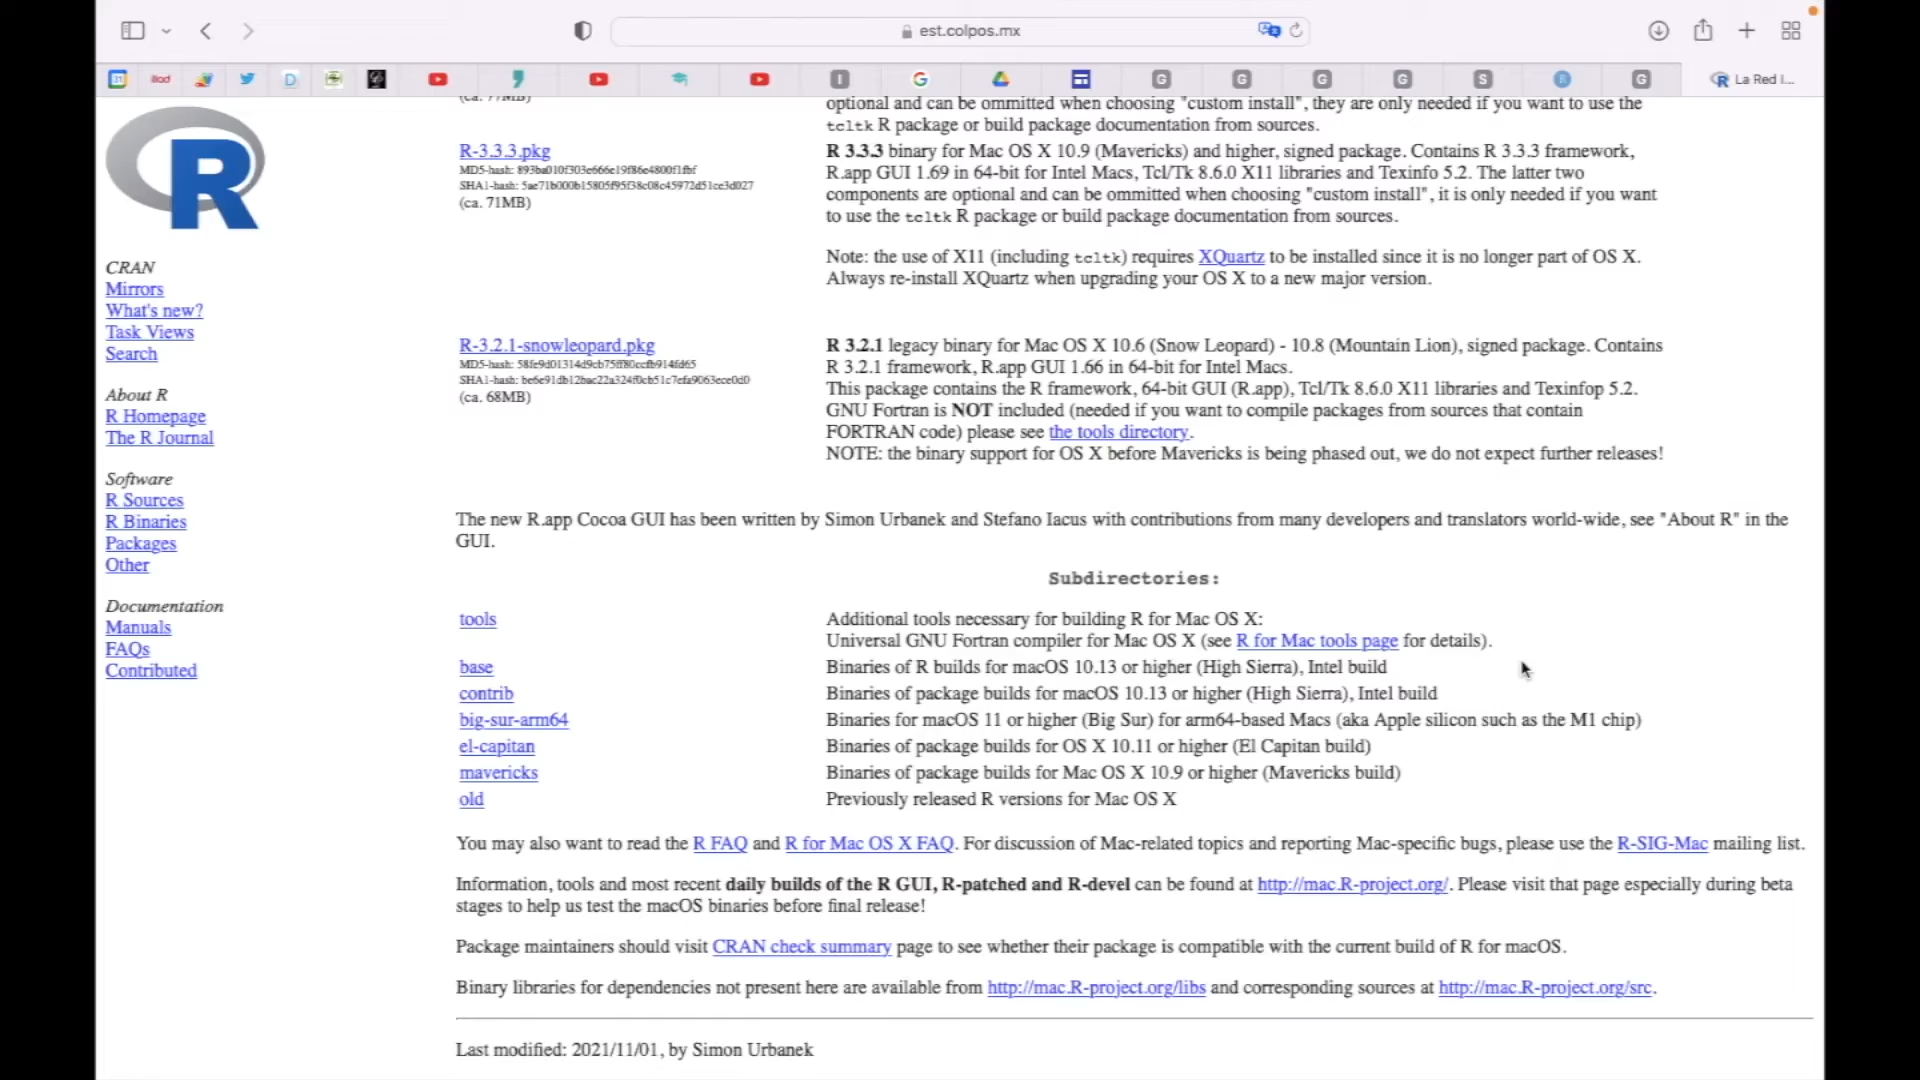 est.colpos.mx
La Red I...
(ca. 77MB)
optional and can be ommitted when choosing "custom install", they are only needed if you want to use the
tcltk R package or build package documentation from sources.
R-3.3.3.pkg
(ca. 71MB)
R 3.3.3 binary for Mac OS X 10.9 (Mavericks) and higher, signed package. Contains R 3.3.3 framework,
R.app GUI 1.69 in 64-bit for Intel Macs, Tcl/Tk 8.6.0 X11 libraries and Texinfo 5.2. The latter two
components are optional and can be ommitted when choosing "custom install", it is only needed if you want
to use the tcltk R package or build package documentation from sources.
Note: the use of X11 (including tcltk) requires XQuartz to be installed since it is no longer part of OS X.
Always re-install XQuartz when upgrading your OS X to a new major version.
R-3.2.1-snowleopard.pkg
(ca. 68MB)
R 3.2.1 legacy binary for Mac OS X 10.6 (Snow Leopard) - 10.8 (Mountain Lion), signed package. Contains
R 3.2.1 framework, R.app GUI 1.66 in 64-bit for Intel Macs.
This package contains the R framework, 64-bit GUI (R.app), Tcl/Tk 8.6.0 X11 libraries and Texinfop 5.2.
GNU Fortran is NOT included (needed if you want to compile packages from sources that contain
FORTRAN code) please see the tools directory.
NOTE: the binary support for OS X before Mavericks is being phased out, we do not expect further releases!
CRAN
Mirrors
What's new?
Task Views
Search
About R
R Homepage
The R Journal
Software
R Sources
R Binaries
Packages
Other
Documentation
Manuals
FAQs
Contributed
The new R.app Cocoa GUI has been written by Simon Urbanek and Stefano Iacus with contributions from many developers and translators world-wide, see "About R" in the
GUI.
Subdirectories:
tools
Additional tools necessary for building R for Mac OS X:
Universal GNU Fortran compiler for Mac OS X (see R for Mac tools page for details).
base
Binaries of R builds for macOS 10.13 or higher (High Sierra), Intel build
contrib
Binaries of package builds for macOS 10.13 or higher (High Sierra), Intel build
big-sur-arm64
Binaries for macOS 11 or higher (Big Sur) for arm64-based Macs (aka Apple silicon such as the M1 chip)
el-capitan
Binaries of package builds for OS X 10.11 or higher (El Capitan build)
mavericks
Binaries of package builds for Mac OS X 10.9 or higher (Mavericks build)
old
Previously released R versions for Mac OS X
You may also want to read the R FAQ and R for Mac OS X FAQ. For discussion of Mac-related topics and reporting Mac-specific bugs, please use the R-SIG-Mac mailing list.
Information, tools and most recent daily builds of the R GUI, R-patched and R-devel can be found at http://mac.R-project.org/. Please visit that page especially during beta
stages to help us test the macOS binaries before final release!
Package maintainers should visit CRAN check summary page to see whether their package is compatible with the current build of R for macOS.
Binary libraries for dependencies not present here are available from http://mac.R-project.org/libs and corresponding sources at http://mac.R-project.org/src.
Last modified: 2021/11/01, by Simon Urbanek